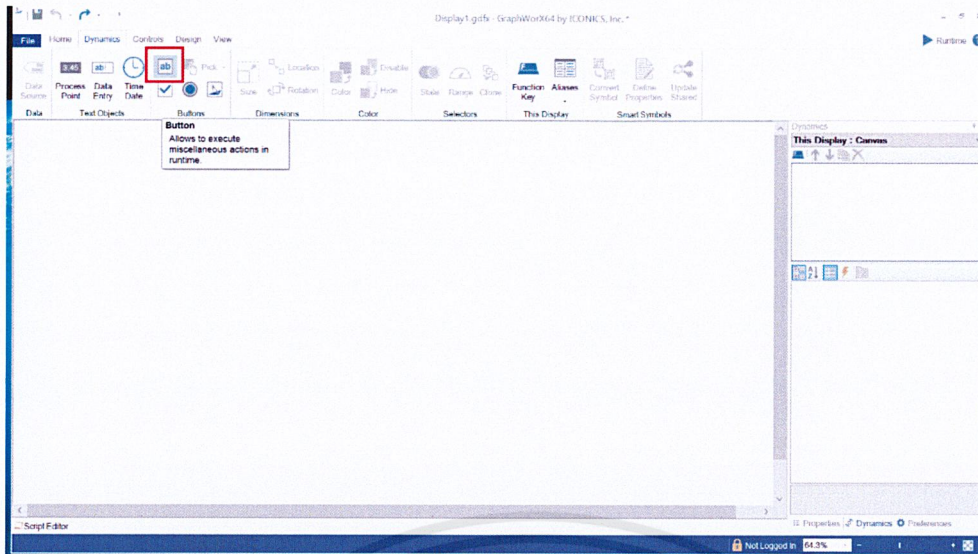 Display1.gdfx - GraphWorX64 by ICONICS, Inc.*
File Home Dynamics Controls Design View
Runtime
3.45 ab ab Pick Location Disable
Data Source Process Point Data Entry Time Date Size Rotation Color Hide State Range Clone Function Key Aliases Convert Symbol Define Properties Update Shared
Data Text Objects Buttons Dimensions Color Selectors This Display Smart Symbols
Button
Allows to execute
miscellaneous actions in
runtime.
Dynamics
This Display : Canvas
Script Editor
Properties Dynamics Preferences
Not Logged In 64.3%